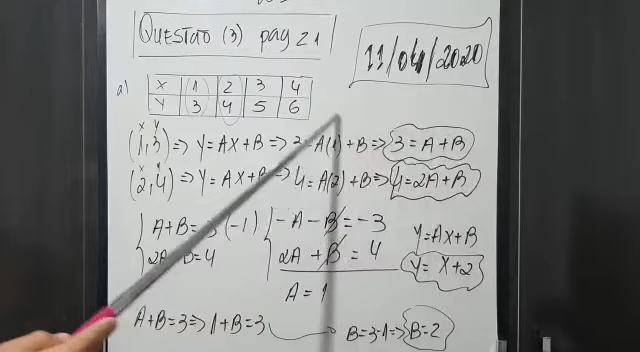 QUESTÃO (3) pag 21
11/04/2020
a)
X 1 2 3 4
Y 3 4 5 6
x y
(1,3) => Y=AX+B => 3=A(1)+B => 3=A+B
x y
(2,4) => Y=AX+B => 4=A(2)+B => 4=2A+B
A+B=3 (-1) -A-B=-3
2A B=4 2A+B=4
A=1
Y=AX+B
Y=X+2
A+B=3 => 1+B=3 B=3-1 => B=2